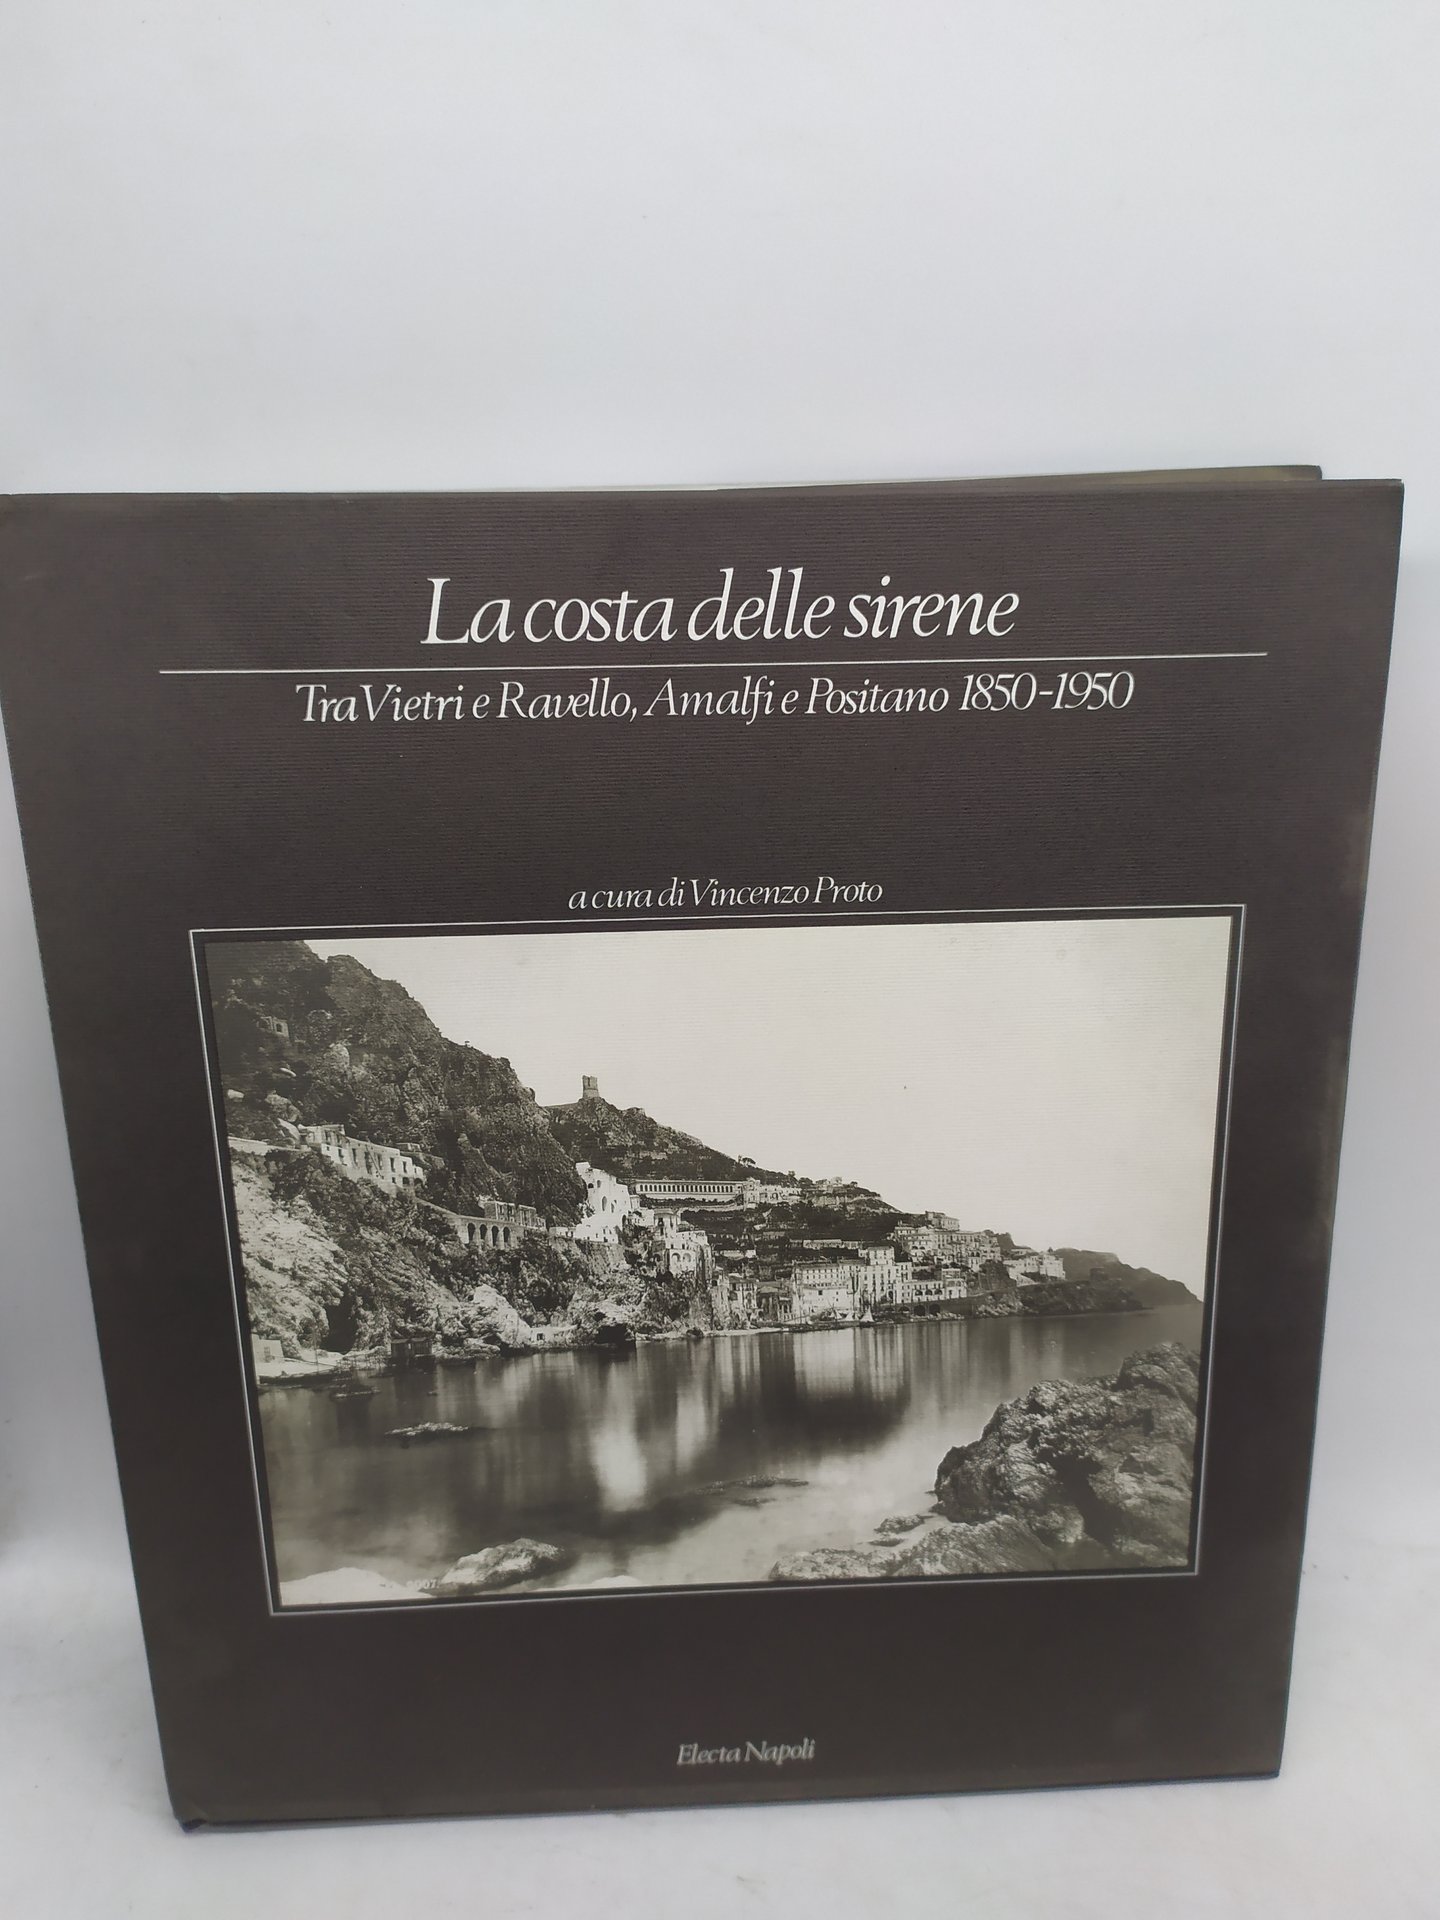 La costa delle sirene
Tra Vietri e Ravello, Amalfi e Positano 1850-1950
a cura di Vincenzo Proto
Electa Napoli